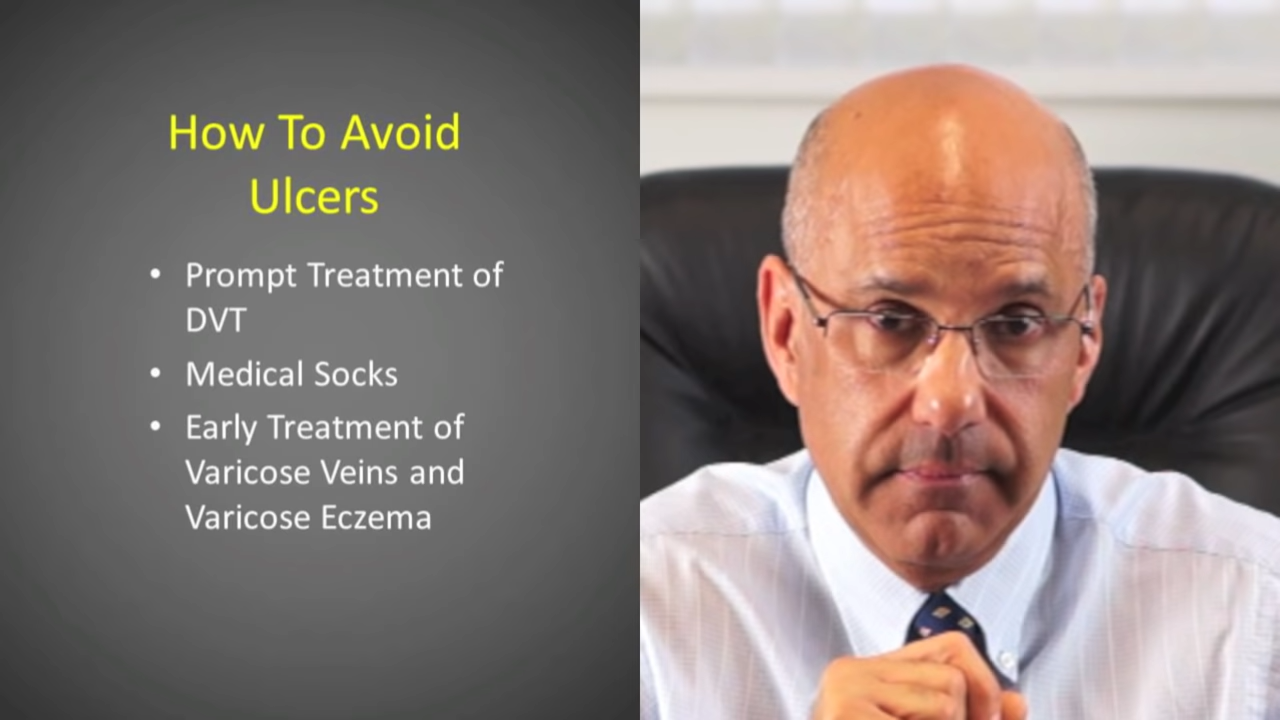 How To Avoid
Ulcers
• Prompt Treatment of
DVT
• Medical Socks
• Early Treatment of
Varicose Veins and
Varicose Eczema